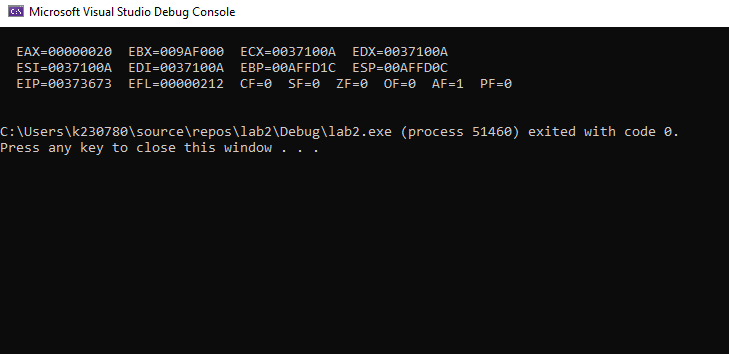 Microsoft Visual Studio Debug Console
EAX=00000020 EBX=009AF000 ECX=0037100A EDX=0037100A
ESI=0037100A EDI=0037100A EBP=00AFFD1C ESP=00AFFD0C
EIP=00373673 EFL=00000212 CF=0 SF=0 ZF=0 OF=0 AF=1 PF=0
C:\Users\k230780\source\repos\lab2\Debug\lab2.exe (process 51460) exited with code 0.
Press any key to close this window . . .